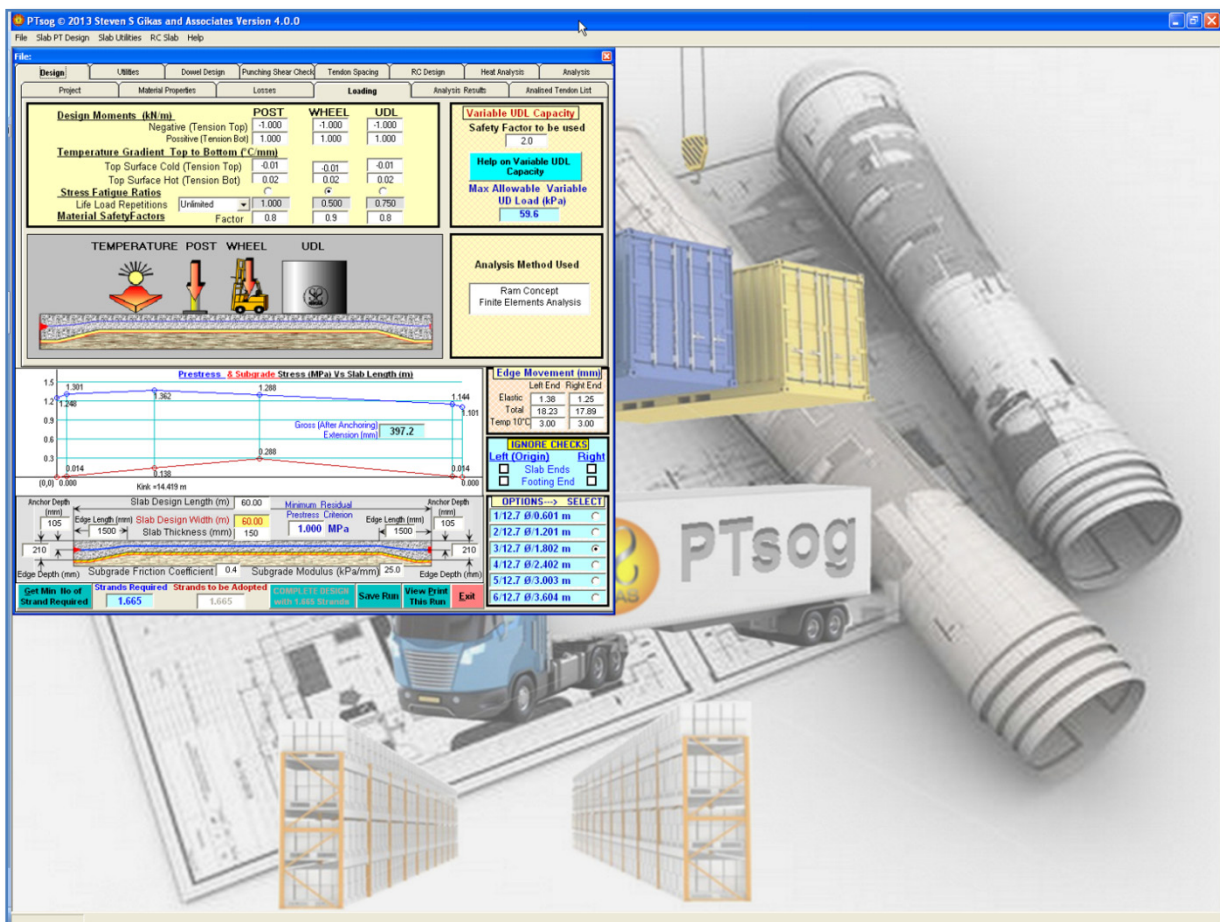 PTsog © 2013 Steven S Gikas and Associates Version 4.0.0
File Slab PT Design Slab Utilities RC Slab Help
File:
Design Utilities Dowel Design Punching Shear Check Tendon Spacing RC Design Heat Analysis Analysis
Project Material Properties Losses Loading Analysis Results Analised Tendon List
Design Moments (kN/m) POST WHEEL UDL
Negative (Tension Top) -1.000 -1.000 -1.000
Possitive (Tension Bot) 1.000 1.000 1.000
Temperature Gradient Top to Bottom (°C/mm)
Top Surface Cold (Tension Top) -0.01 -0.01 -0.01
Top Surface Hot (Tension Bot) 0.02 0.02 0.02
Stress Fatigue Ratios
Life Load Repetitions Unlimited 1.000 0.500 0.750
Material SafetyFactors Factor 0.8 0.9 0.8
Variable UDL Capacity
Safety Factor to be used
2.0
Help on Variable UDL
Capacity
Max Allowable Variable
UD Load (kPa)
59.6
TEMPERATURE POST WHEEL UDL
Analysis Method Used
Ram Concept
Finite Elements Analysis
Prestress & Subgrade Stress (MPa) Vs Slab Length (m)
1.5
1.2
0.9
0.6
0.3
1.248
1.301
1.362
1.288
1.144
1.101
Gross (After Anchoring)
Extension (mm) 397.2
0.014
0.138
0.288
0.014
(0,0) 0.000 0.000
Kink =14.419 m
Edge Movement (mm)
Left End Right End
Elastic 1.38 1.25
Total 18.23 17.89
Temp 10°C 3.00 3.00
IGNORE CHECKS
Left (Origin) Right
Slab Ends
Footing End
Anchor Depth
(mm)
105
Slab Design Length (m) 60.00
Edge Length (mm) Slab Design Width (m) 60.00
1500 Slab Thickness (mm) 150
Minimum Residual
Prestress Criterion
1.000 MPa
Edge Length (mm)
1500
Anchor Depth
(mm)
105
210
210
Edge Depth (mm) Subgrade Friction Coefficient 0.4 Subgrade Modulus (kPa/mm) 25.0 Edge Depth (mm)
OPTIONS---> SELECT
1/12.7 Ø/0.601 m
2/12.7 Ø/1.201 m
3/12.7 Ø/1.802 m
4/12.7 Ø/2.402 m
5/12.7 Ø/3.003 m
6/12.7 Ø/3.604 m
Get Min No of
Strand Required
Strands Required
1.665
Strands to be Adopted
1.665
COMPLETE DESIGN
with 1.665 Strands
Save Run
View Print
This Run
Exit
PTsog